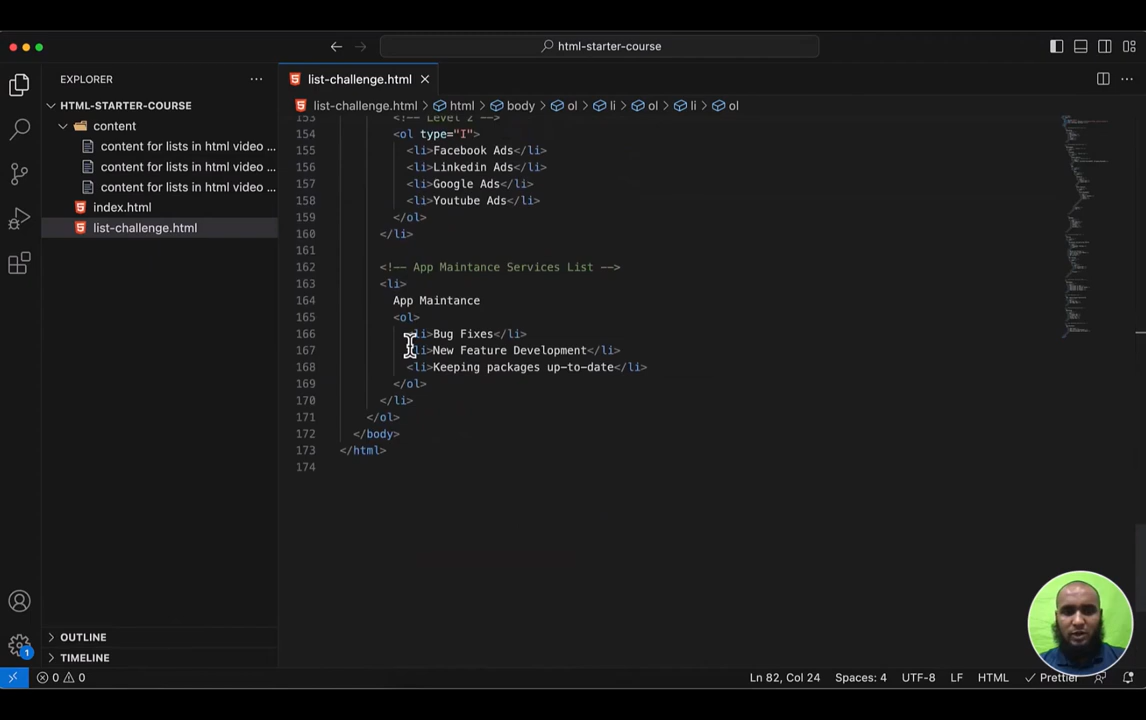 html-starter-course
EXPLORER
list-challenge.html
HTML-STARTER-COURSE
list-challenge.html html body ol li ol li ol
content
content for lists in html video ...
content for lists in html video ...
content for lists in html video ...
index.html
list-challenge.html
153 <!-- Level 2 -->
154 <ol type="I">
155 <li>Facebook Ads</li>
156 <li>Linkedin Ads</li>
157 <li>Google Ads</li>
158 <li>Youtube Ads</li>
159 </ol>
160 </li>
161
162 <!-- App Maintance Services List -->
163 <li>
164 App Maintance
165 <ol>
166 <li>Bug Fixes</li>
167 <li>New Feature Development</li>
168 <li>Keeping packages up-to-date</li>
169 </ol>
170 </li>
171 </ol>
172 </body>
173 </html>
174
OUTLINE
TIMELINE
1
0 0 Ln 82, Col 24 Spaces: 4 UTF-8 LF HTML Prettier